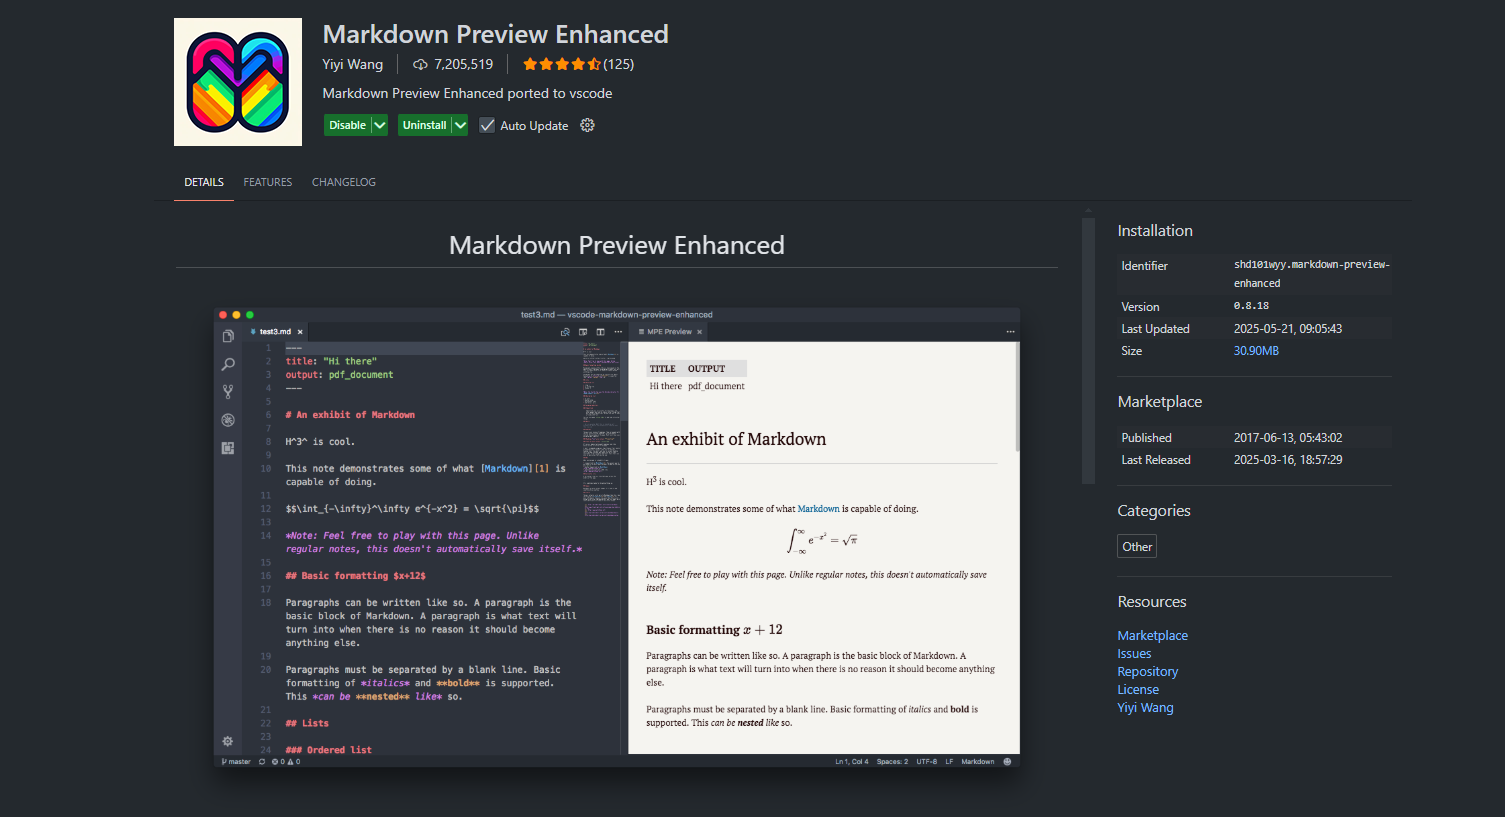 Markdown Preview Enhanced
Yiyi Wang 7,205,519 (125)
Markdown Preview Enhanced ported to vscode
Disable Uninstall Auto Update
DETAILS FEATURES CHANGELOG
Markdown Preview Enhanced
test3.md — vscode-markdown-preview-enhanced
test3.md × MPE Preview ×
1 ---
2 title: "Hi there"
3 output: pdf_document
4 ---
5
6 # An exhibit of Markdown
7
8 H^3^ is cool.
9
10 This note demonstrates some of what [Markdown][1] is
capable of doing.
11
12 $$\int_{-\infty}^\infty e^{-x^2} = \sqrt{\pi}$$
13
14 *Note: Feel free to play with this page. Unlike
regular notes, this doesn't automatically save itself.*
15
16 ## Basic formatting $x+12$
17
18 Paragraphs can be written like so. A paragraph is the
basic block of Markdown. A paragraph is what text will
turn into when there is no reason it should become
anything else.
19
20 Paragraphs must be separated by a blank line. Basic
formatting of *italics* and **bold** is supported.
This *can be **nested** like* so.
21
22 ## Lists
23
24 ### Ordered list
TITLE OUTPUT
Hi there pdf_document
An exhibit of Markdown
H³ is cool.
This note demonstrates some of what Markdown is capable of doing.
∫_{-∞}^{∞} e^{-x²} = √π
Note: Feel free to play with this page. Unlike regular notes, this doesn't automatically save
itself.
Basic formatting x + 12
Paragraphs can be written like so. A paragraph is the basic block of Markdown. A
paragraph is what text will turn into when there is no reason it should become anything
else.
Paragraphs must be separated by a blank line. Basic formatting of italics and bold is
supported. This can be nested like so.
master 0 0 Ln 1, Col 4 Spaces: 2 UTF-8 LF Markdown
Installation
Identifier shd101wyy.markdown-preview-
enhanced
Version 0.8.18
Last Updated 2025-05-21, 09:05:43
Size 30.90MB
Marketplace
Published 2017-06-13, 05:43:02
Last Released 2025-03-16, 18:57:29
Categories
Other
Resources
Marketplace
Issues
Repository
License
Yiyi Wang